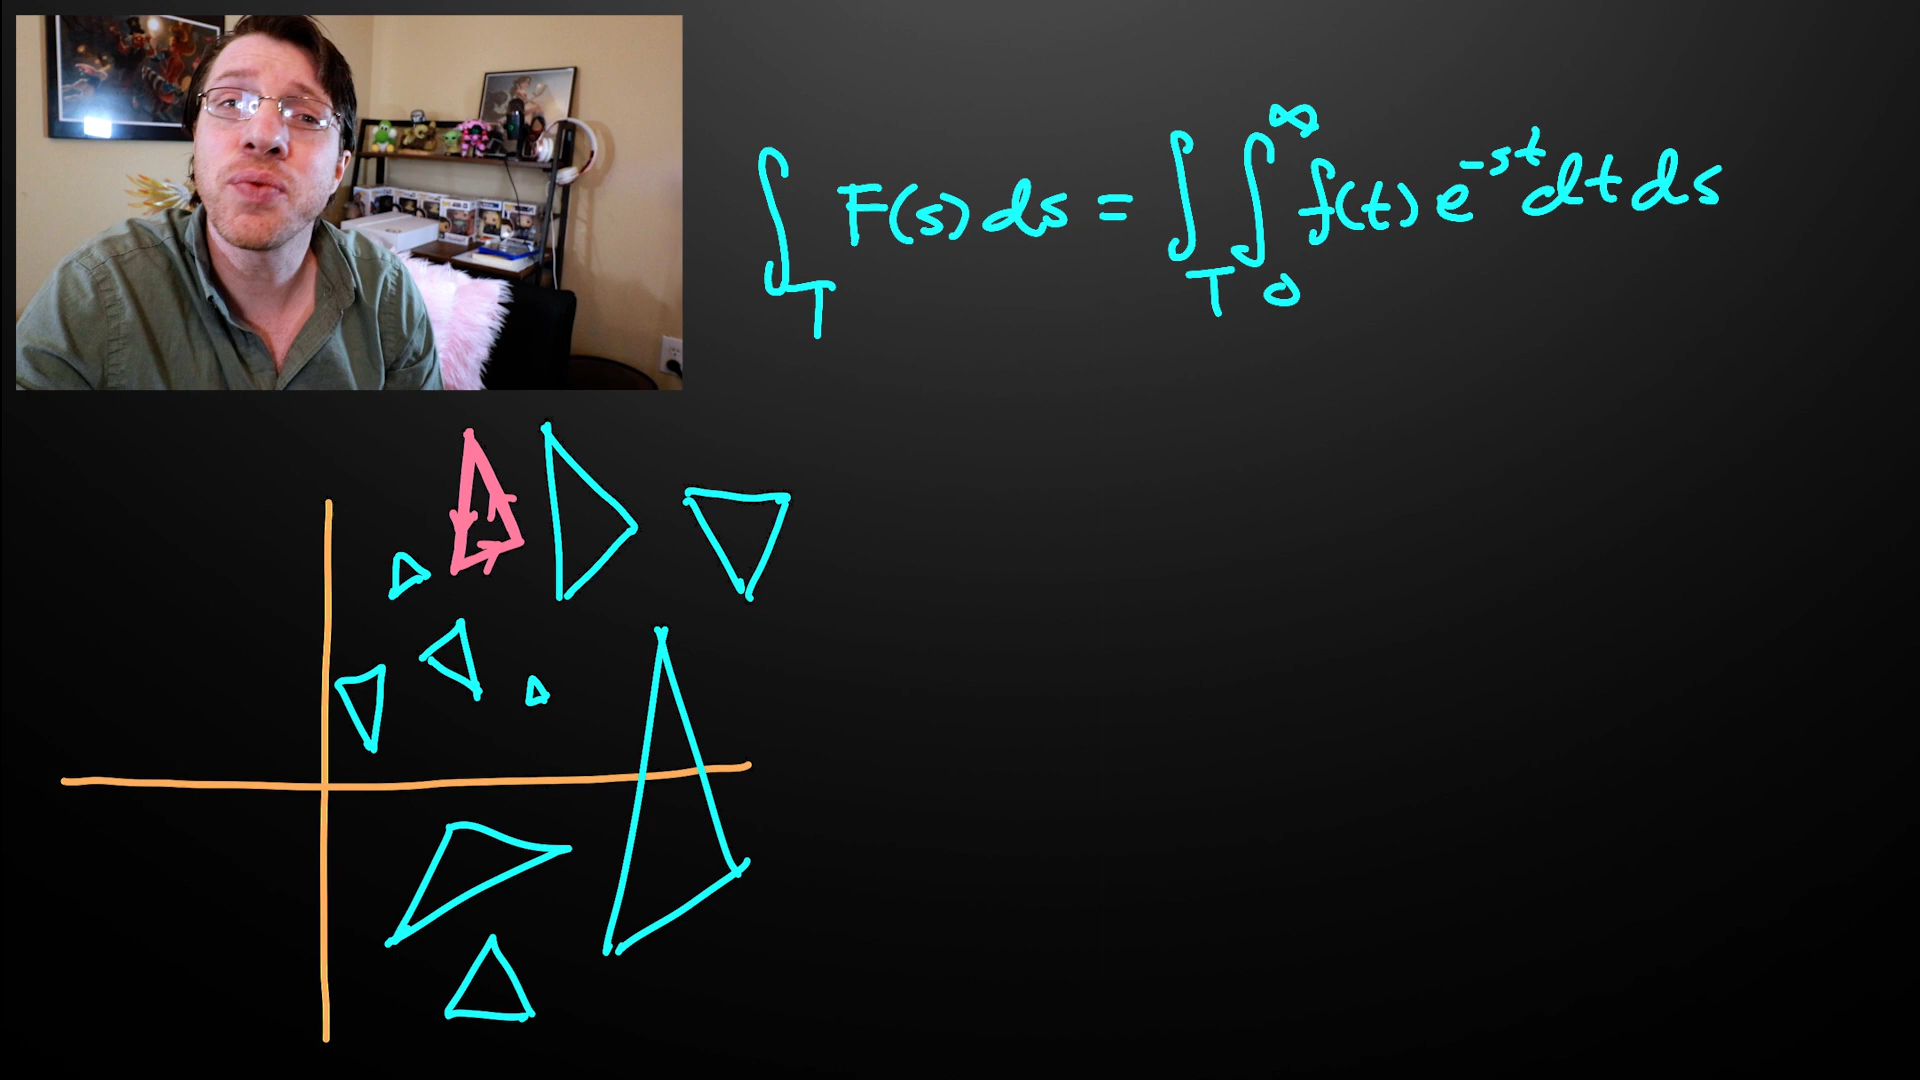 ∫_T F(s) ds = ∫_T ∫_0^∞ f(t) e^{-st} dt ds